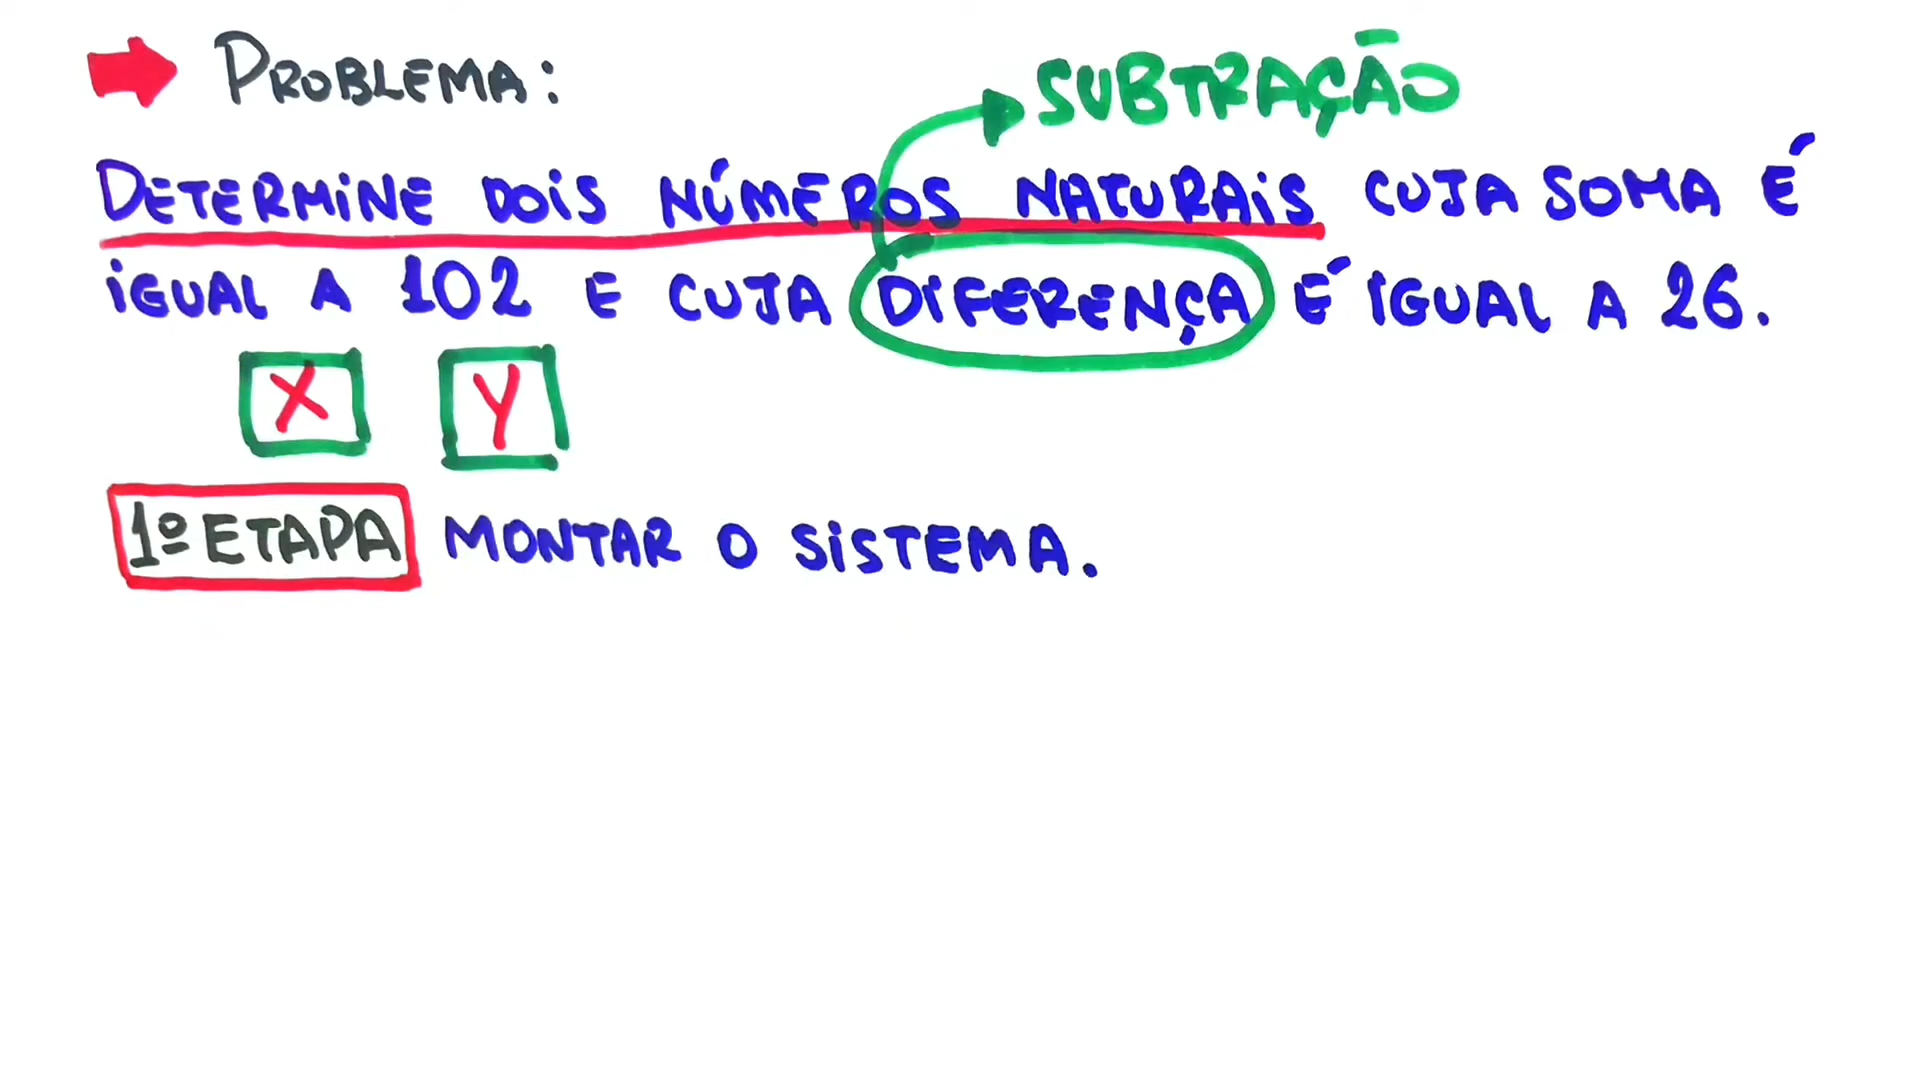 PROBLEMA:
SUBTRAÇÃO
DETERMINE DOIS NÚMEROS NATURAIS CUJA SOMA É
IGUAL A 102 E CUJA DIFERENÇA É IGUAL A 26.
X Y
1º ETAPA MONTAR O SISTEMA.